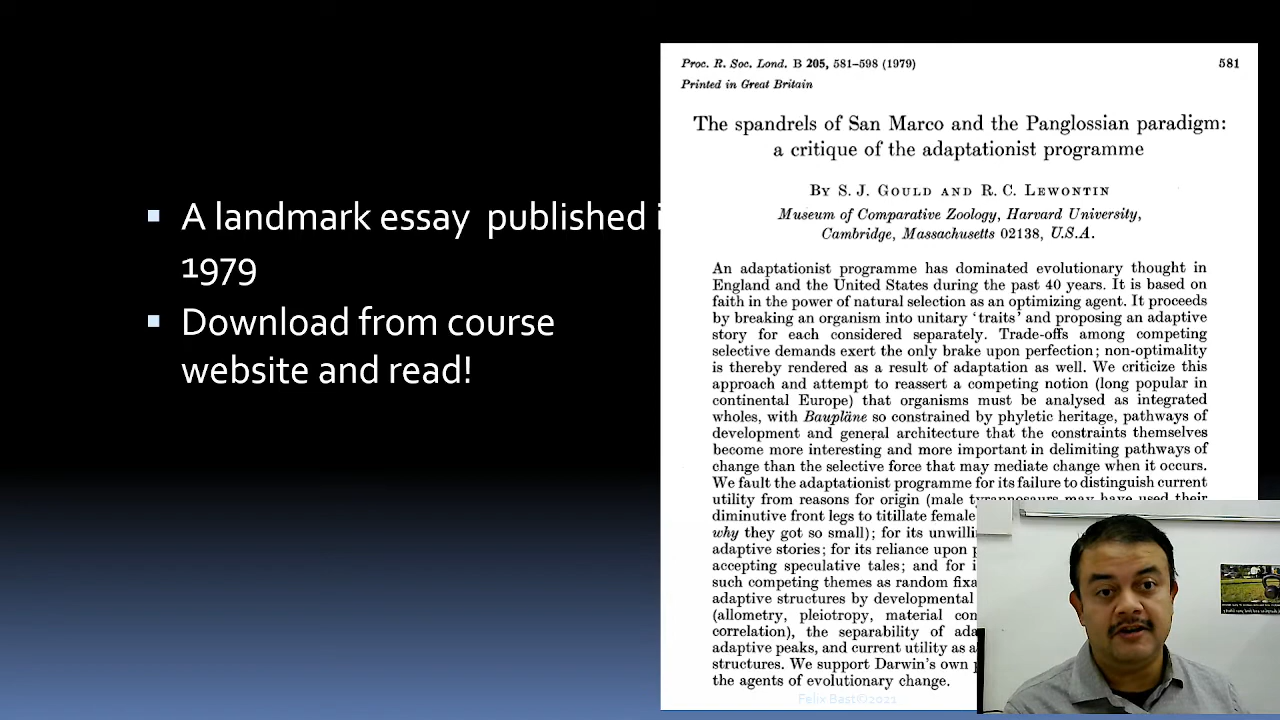 A landmark essay published i
1979
Download from course
website and read!
Proc. R. Soc. Lond. B 205, 581–598 (1979)
581
Printed in Great Britain
The spandrels of San Marco and the Panglossian paradigm:
a critique of the adaptationist programme
BY S. J. GOULD AND R. C. LEWONTIN
Museum of Comparative Zoology, Harvard University,
Cambridge, Massachusetts 02138, U.S.A.
An adaptationist programme has dominated evolutionary thought in
England and the United States during the past 40 years. It is based on
faith in the power of natural selection as an optimizing agent. It proceeds
by breaking an organism into unitary ‘traits’ and proposing an adaptive
story for each considered separately. Trade-offs among competing
selective demands exert the only brake upon perfection; non-optimality
is thereby rendered as a result of adaptation as well. We criticize this
approach and attempt to reassert a competing notion (long popular in
continental Europe) that organisms must be analysed as integrated
wholes, with Baupläne so constrained by phyletic heritage, pathways of
development and general architecture that the constraints themselves
become more interesting and more important in delimiting pathways of
change than the selective force that may mediate change when it occurs.
We fault the adaptationist programme for its failure to distinguish current
utility from reasons for origin (male tyrannosaurs may have used their
diminutive front legs to titillate female
why they got so small); for its unwilli
adaptive stories; for its reliance upon p
accepting speculative tales; and for i
such competing themes as random fixa
adaptive structures by developmental
(allometry, pleiotropy, material con
correlation), the separability of ada
adaptive peaks, and current utility as a
structures. We support Darwin's own p
the agents of evolutionary change.
Felix Bast©2021